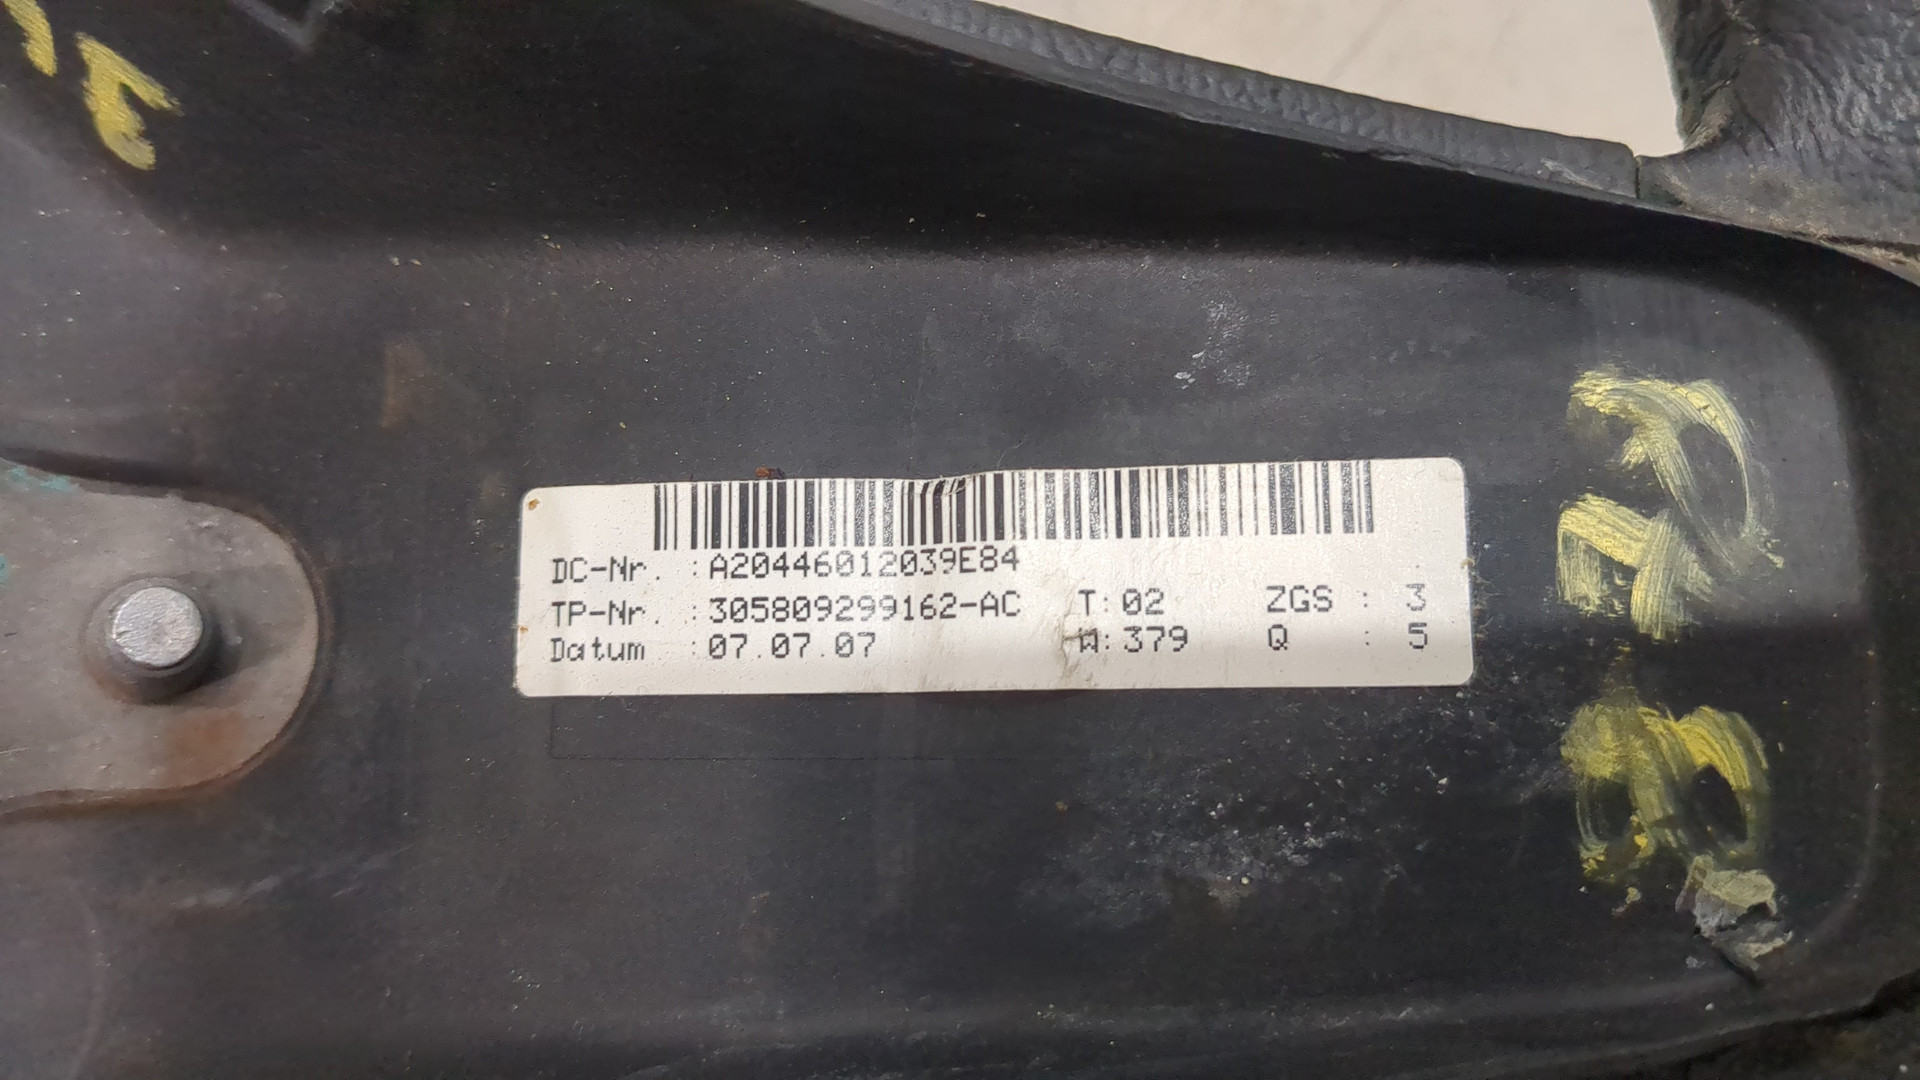 DC-Nr. : A20446012039E84
TP-Nr. : 305809299162-AC T: 02 ZGS : 3
Datum : 07.07.07 W: 379 Q : 5